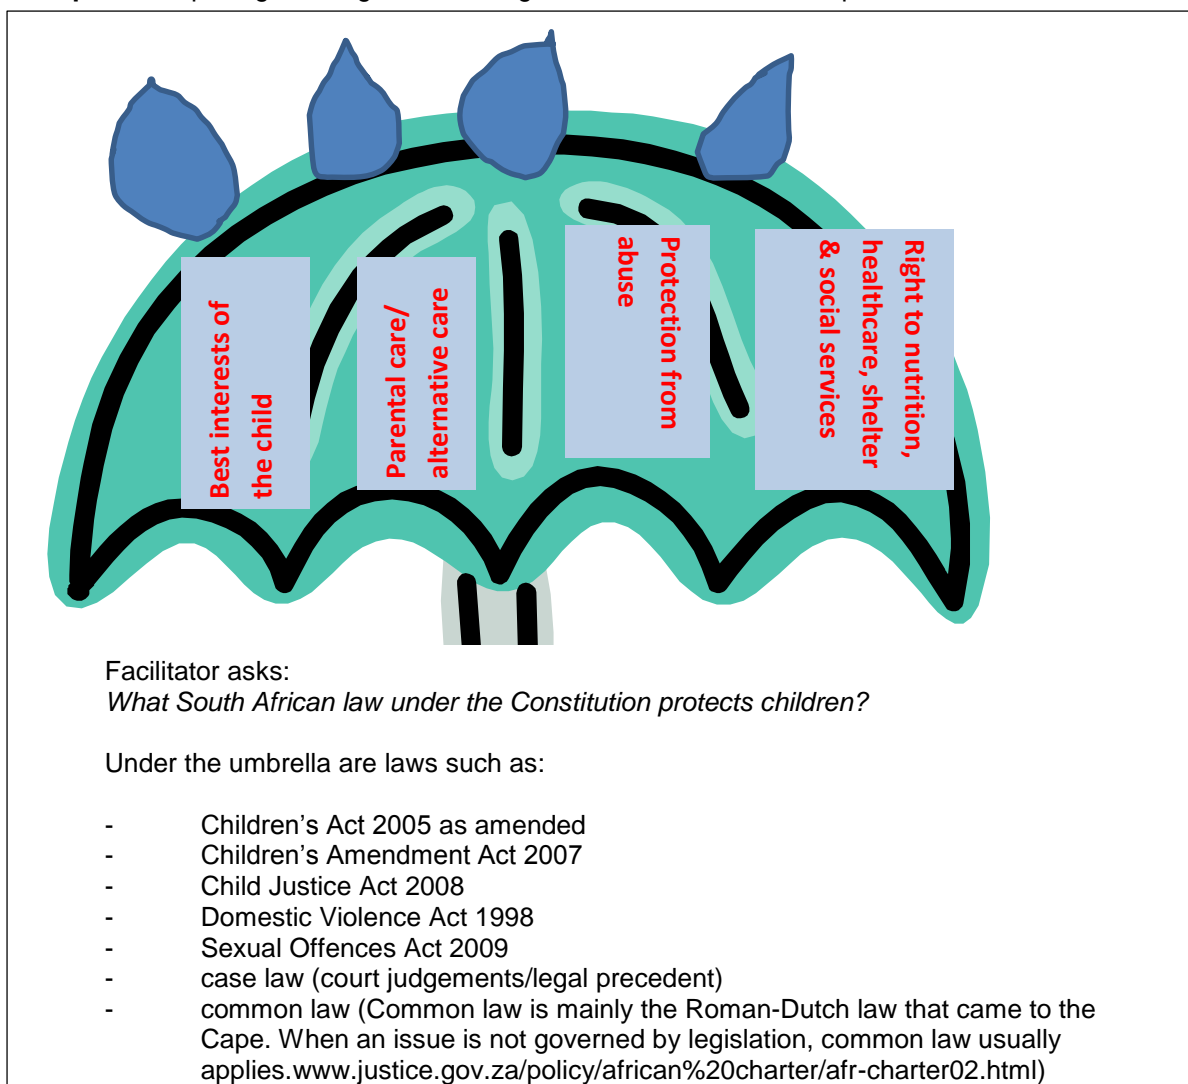 Best interests of
the child
Parental care/
alternative care
Protection from
abuse
Right to nutrition,
healthcare, shelter
& social services
Facilitator asks:
What South African law under the Constitution protects children?
Under the umbrella are laws such as:
- Children's Act 2005 as amended
- Children's Amendment Act 2007
- Child Justice Act 2008
- Domestic Violence Act 1998
- Sexual Offences Act 2009
- case law (court judgements/legal precedent)
- common law (Common law is mainly the Roman-Dutch law that came to the
Cape. When an issue is not governed by legislation, common law usually
applies.www.justice.gov.za/policy/african%20charter/afr-charter02.html)